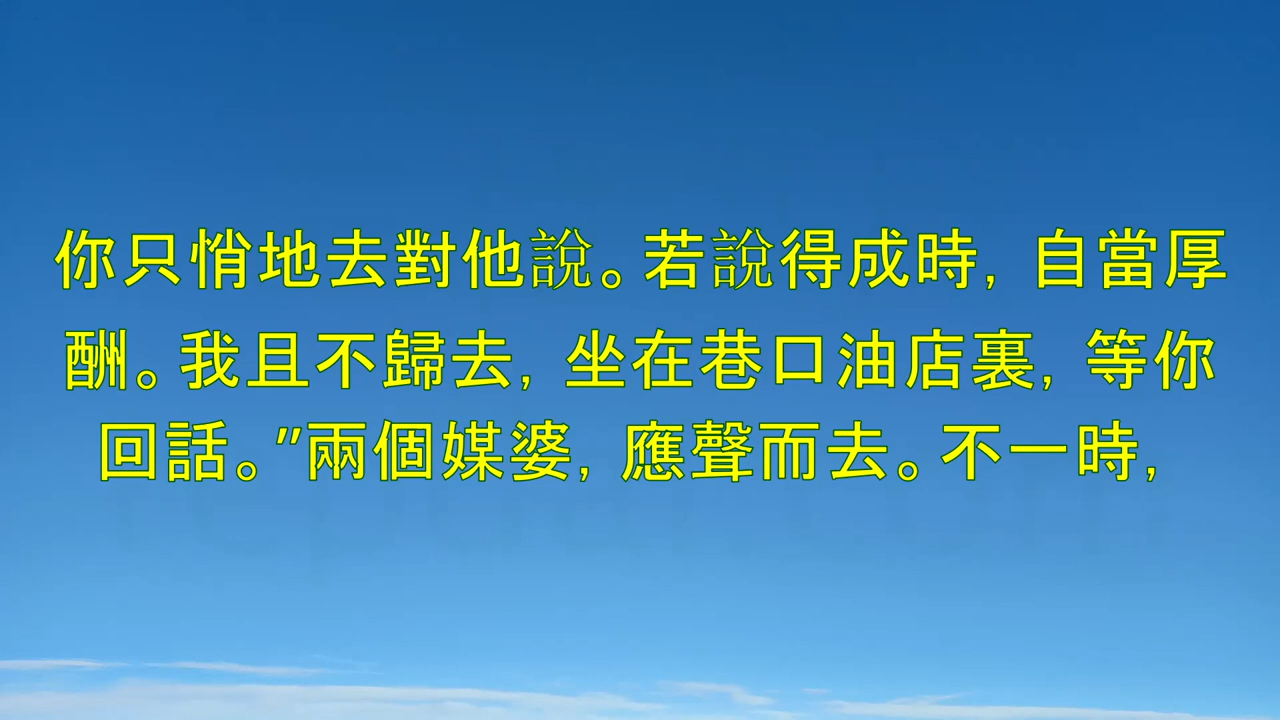 你只悄地去對他說。若說得成時, 自當厚
酬。我且不歸去, 坐在巷口油店裏, 等你
回話。"兩個媒婆, 應聲而去。不一時,